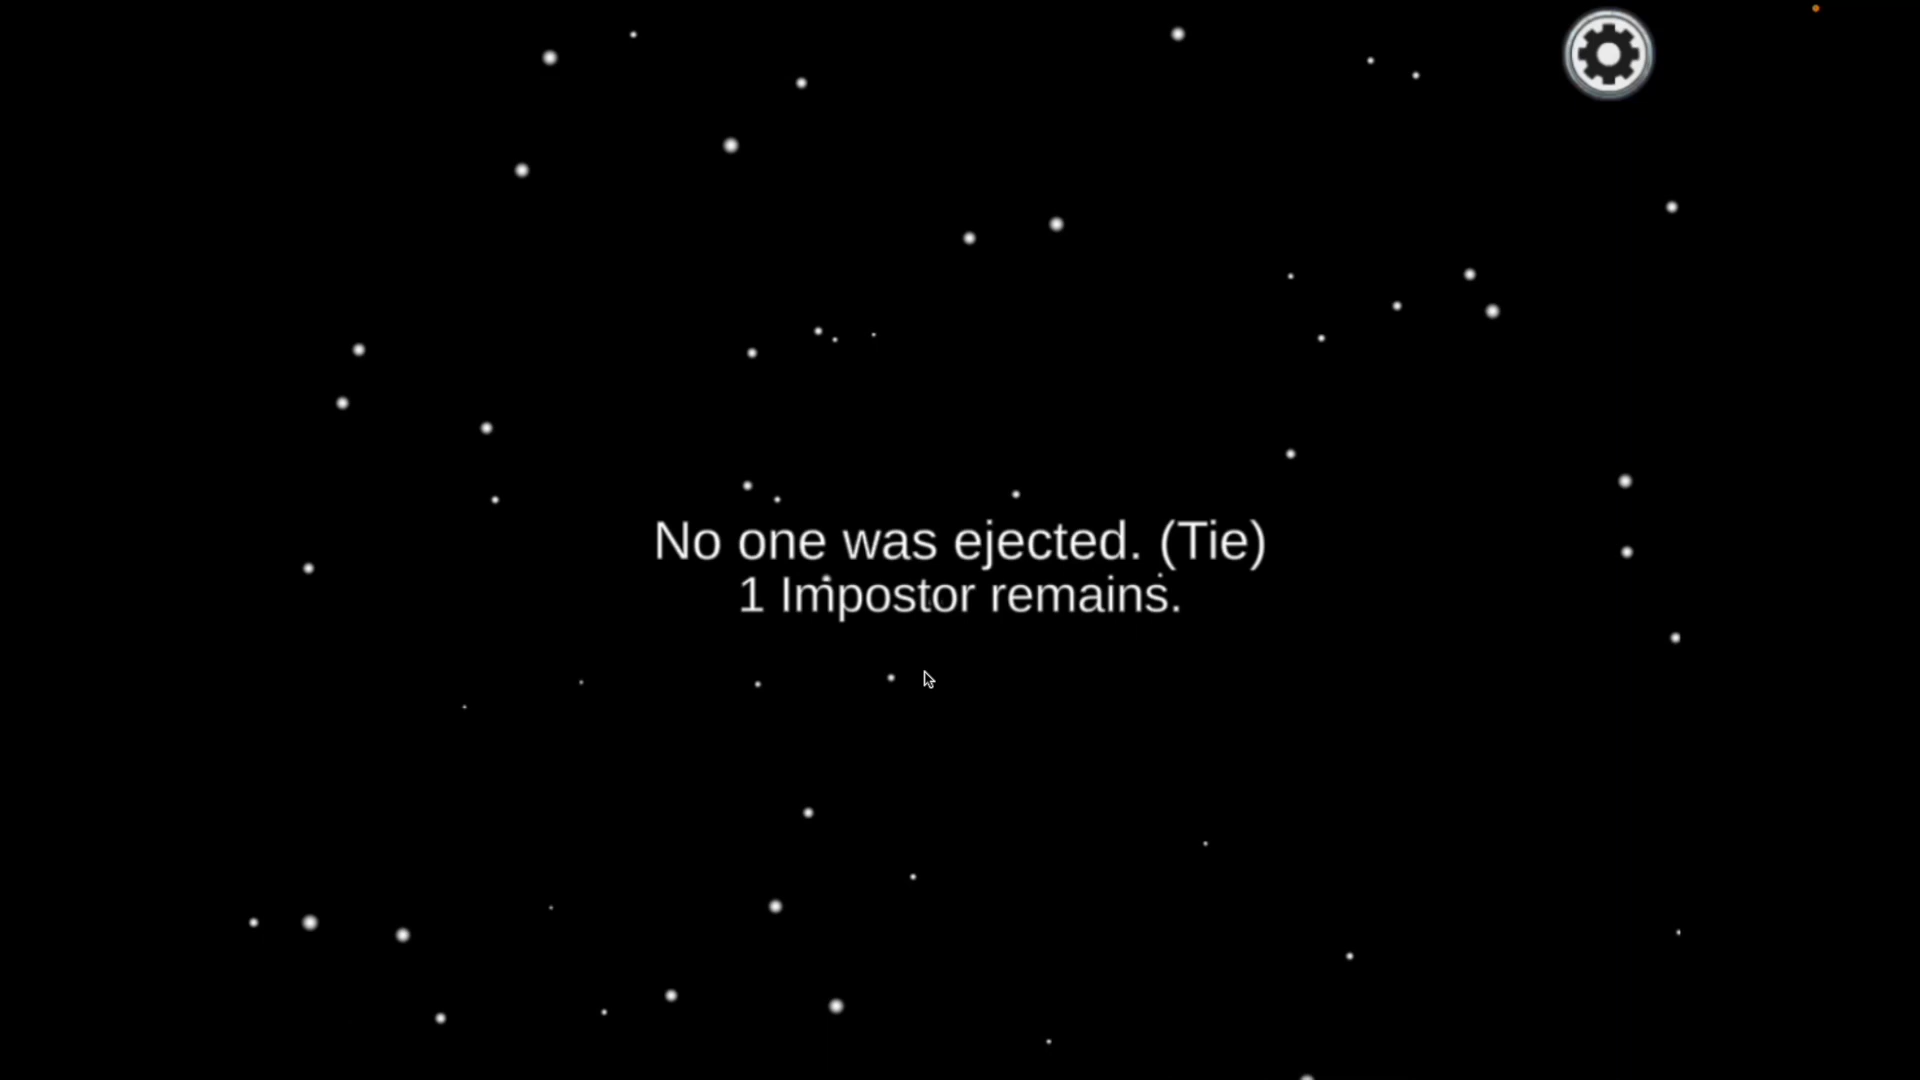 No one was ejected. (Tie)
1 Impostor remains.